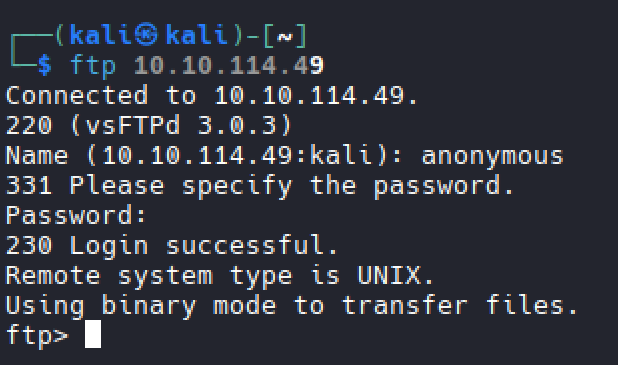 ┌──(kali㉿kali)-[~]
└─$ ftp 10.10.114.49
Connected to 10.10.114.49.
220 (vsFTPd 3.0.3)
Name (10.10.114.49:kali): anonymous
331 Please specify the password.
Password:
230 Login successful.
Remote system type is UNIX.
Using binary mode to transfer files.
ftp>